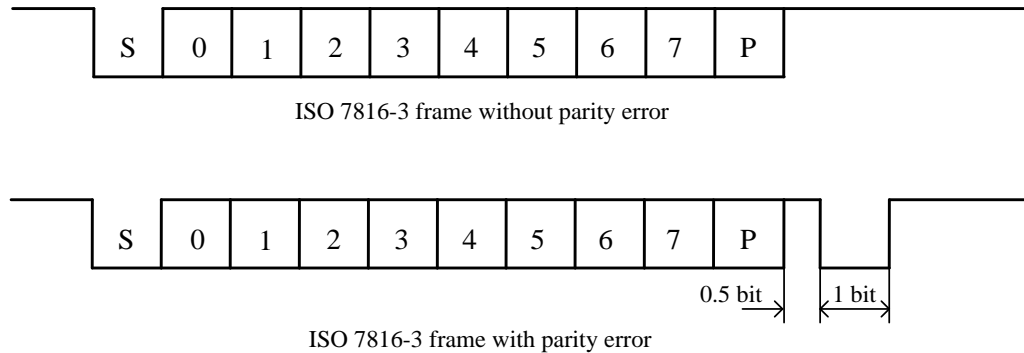 S 0 1 2 3 4 5 6 7 P
ISO 7816-3 frame without parity error
S 0 1 2 3 4 5 6 7 P
0.5 bit 1 bit
ISO 7816-3 frame with parity error